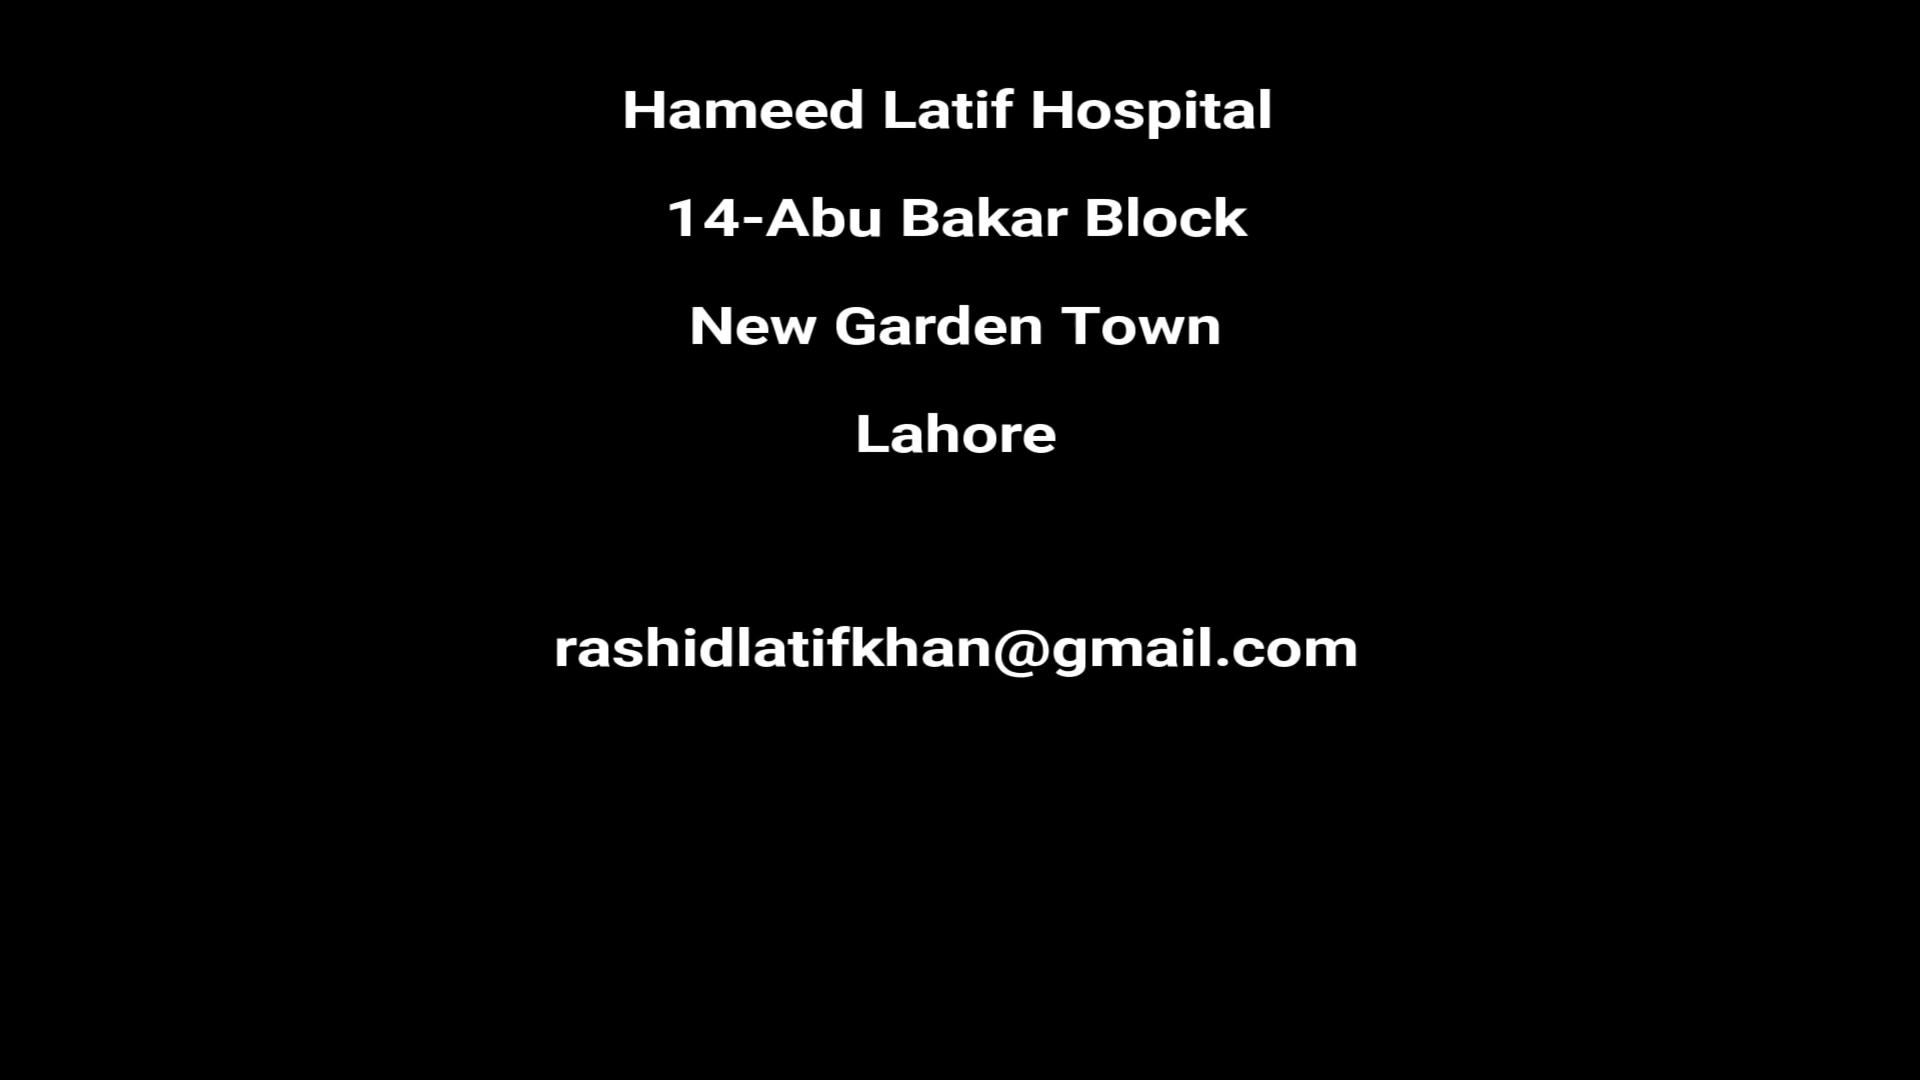 Hameed Latif Hospital
14-Abu Bakar Block
New Garden Town
Lahore
rashidlatifkhan@gmail.com